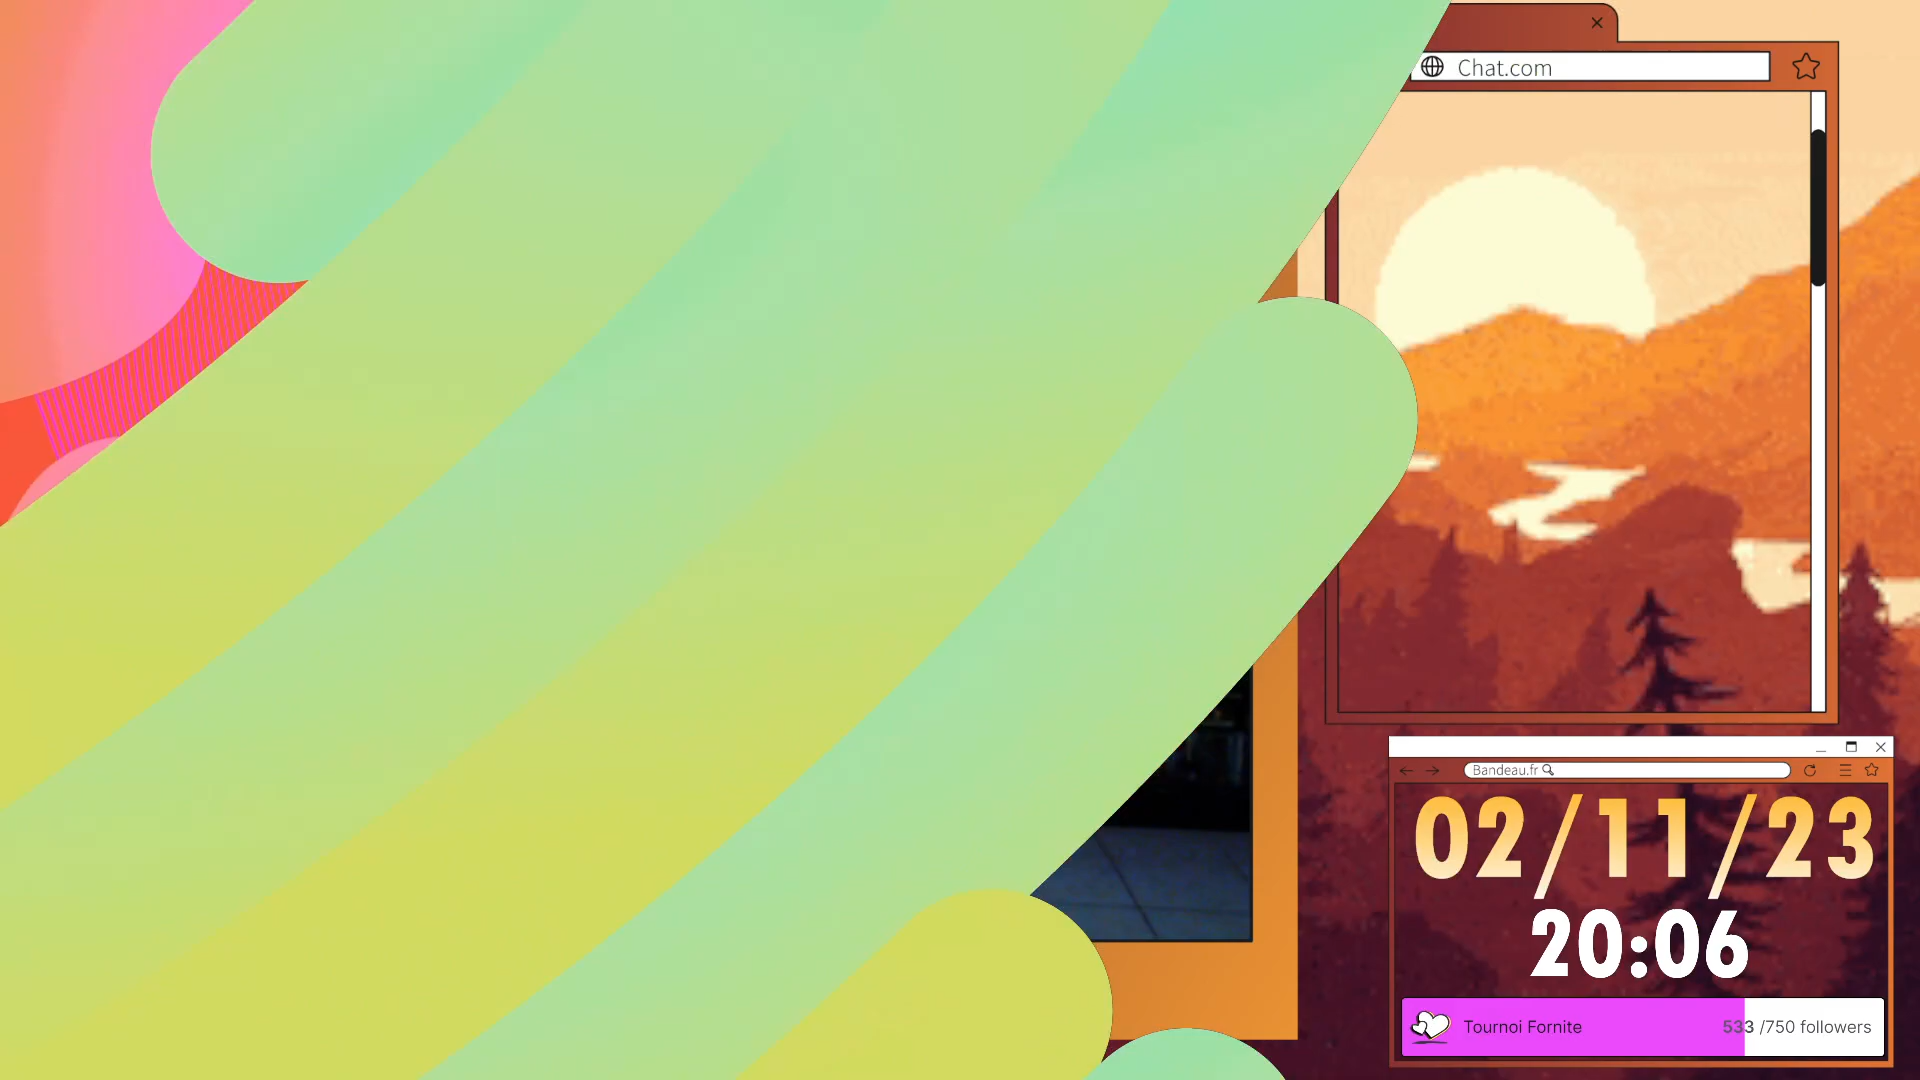 Chat.com
Bandeau.fr
02/11/23
20:06
Tournoi Fornite
533 /750 followers